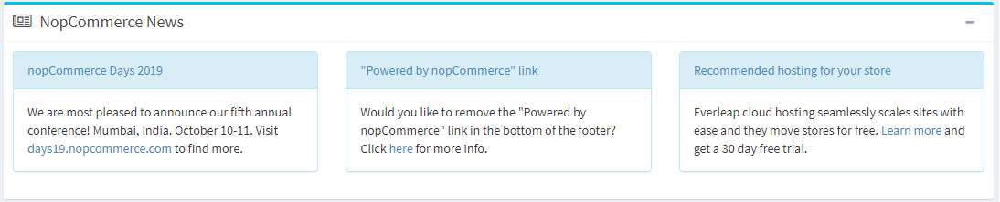 NopCommerce News
nopCommerce Days 2019
We are most pleased to announce our fifth annual
conference! Mumbai, India. October 10-11. Visit
days19.nopcommerce.com to find more.
"Powered by nopCommerce" link
Would you like to remove the "Powered by
nopCommerce" link in the bottom of the footer?
Click here for more info.
Recommended hosting for your store
Everleap cloud hosting seamlessly scales sites with
ease and they move stores for free. Learn more and
get a 30 day free trial.